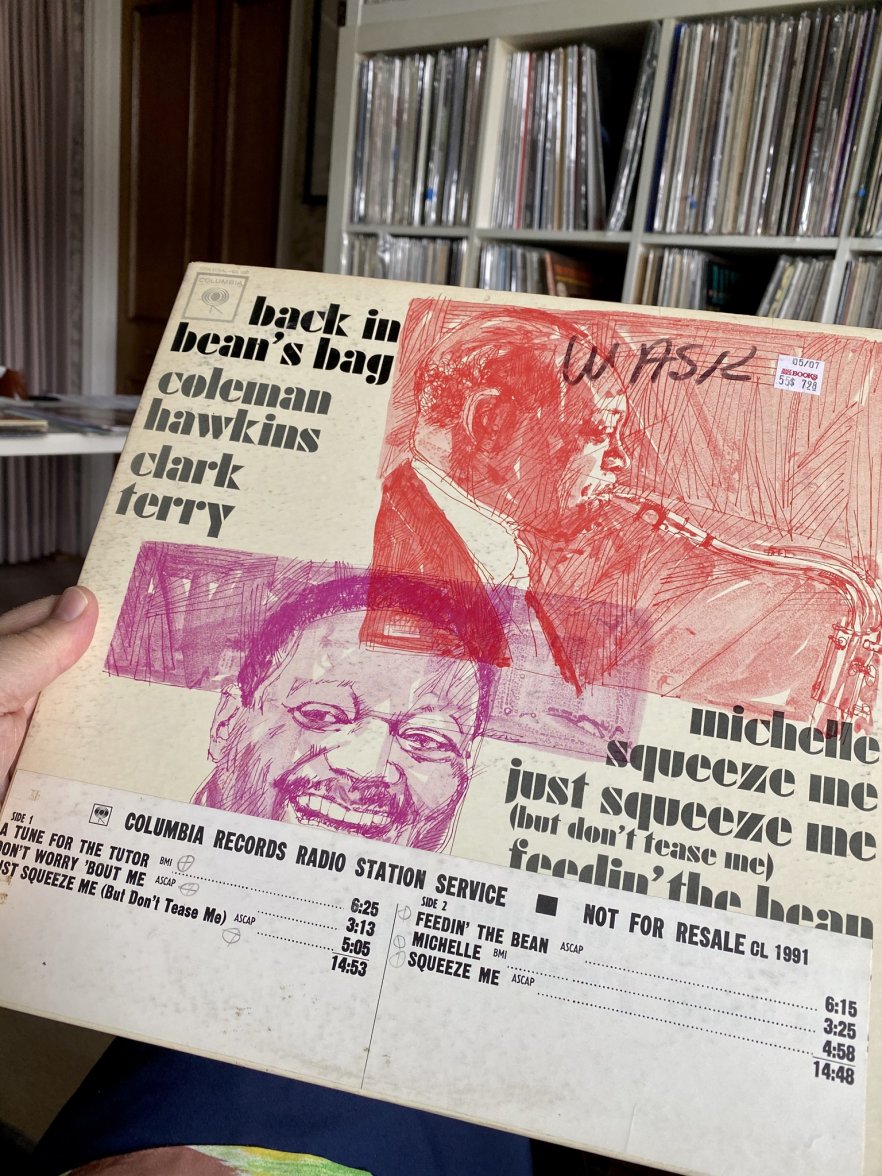 COLUMBIA
back in
bean's bag
coleman
hawkins
clark
terry
WASK
05/07
BOOKS
55$ 728
michelle
squeeze me
just squeeze me
(but don't tease me)
feedin' the bean
COLUMBIA RECORDS RADIO STATION SERVICE ■ NOT FOR RESALE CL 1991
SIDE 1
A TUNE FOR THE TUTOR BMI 6:25
DON'T WORRY 'BOUT ME ASCAP 3:13
JUST SQUEEZE ME (But Don't Tease Me) ASCAP 5:05
14:53
SIDE 2
FEEDIN' THE BEAN ASCAP 6:15
MICHELLE BMI 3:25
SQUEEZE ME ASCAP 4:58
14:48